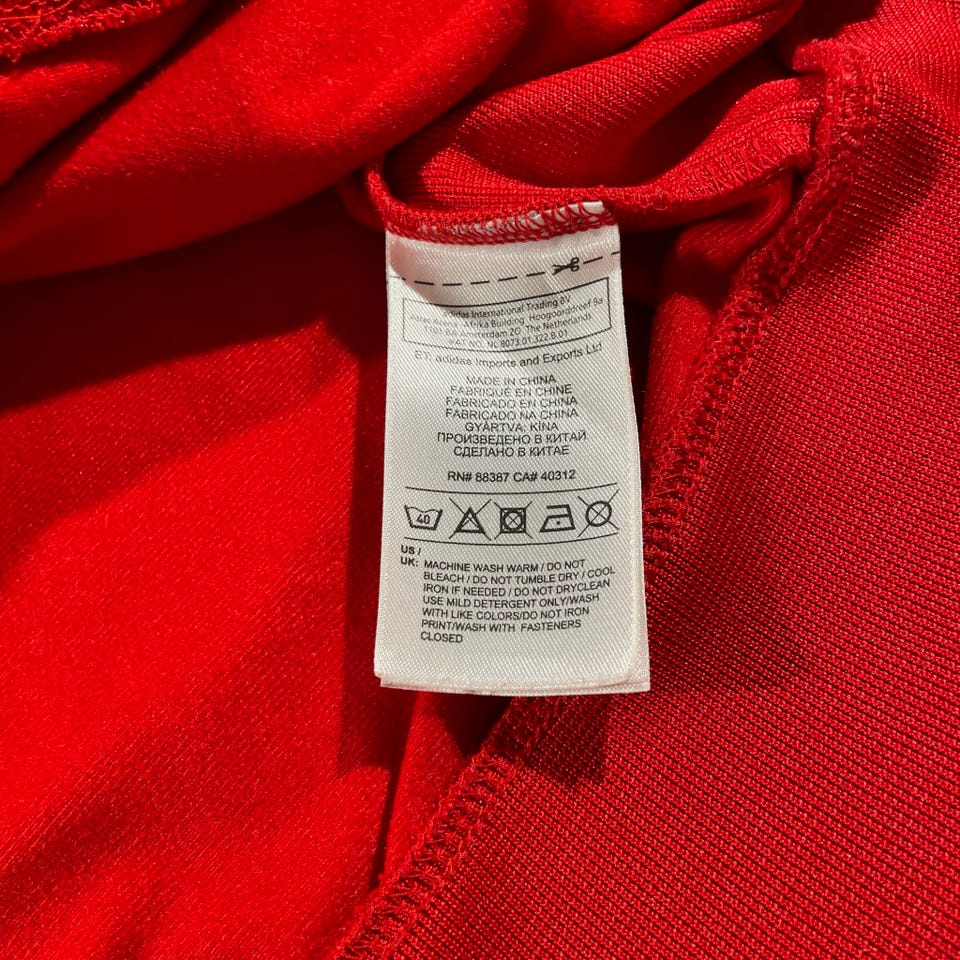 adidas International Trading BV
Atlas Arena Afrika Building Hoogoorddreef 9a
1101 BA Amsterdam ZO The Netherlands
VAT NO. NL 8073.01.322.B.01
ET: adidas Imports and Exports Ltd
MADE IN CHINA
FABRIQUÉ EN CHINE
FABRICADO EN CHINA
FABRICADO NA CHINA
GYÁRTVA: KÍNA
ПРОИЗВЕДЕНО В КИТАЙ
СДЕЛАНО В КИТАЕ
RN# 88387 CA# 40312
40
US /
UK: MACHINE WASH WARM / DO NOT
BLEACH / DO NOT TUMBLE DRY / COOL
IRON IF NEEDED / DO NOT DRYCLEAN
USE MILD DETERGENT ONLY/WASH
WITH LIKE COLORS/DO NOT IRON
PRINT/WASH WITH FASTENERS
CLOSED